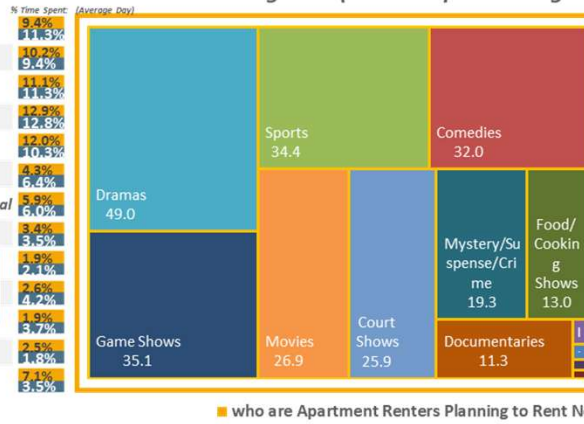 % Time Spent: (Average Day)
9.4%
11.3%
10.2%
9.4%
11.1%
11.3%
12.9%
12.8%
12.0%
10.3%
4.3%
6.4%
al
5.9%
6.0%
3.4%
3.5%
1.9%
2.1%
2.6%
4.2%
1.9%
3.7%
2.5%
1.8%
7.1%
3.5%
Dramas
49.0
Sports
34.4
Comedies
32.0
Game Shows
35.1
Movies
26.9
Court
Shows
25.9
Mystery/Su
spense/Cri
me
19.3
Food/
Cookin
g
Shows
13.0
Documentaries
11.3
who are Apartment Renters Planning to Rent N